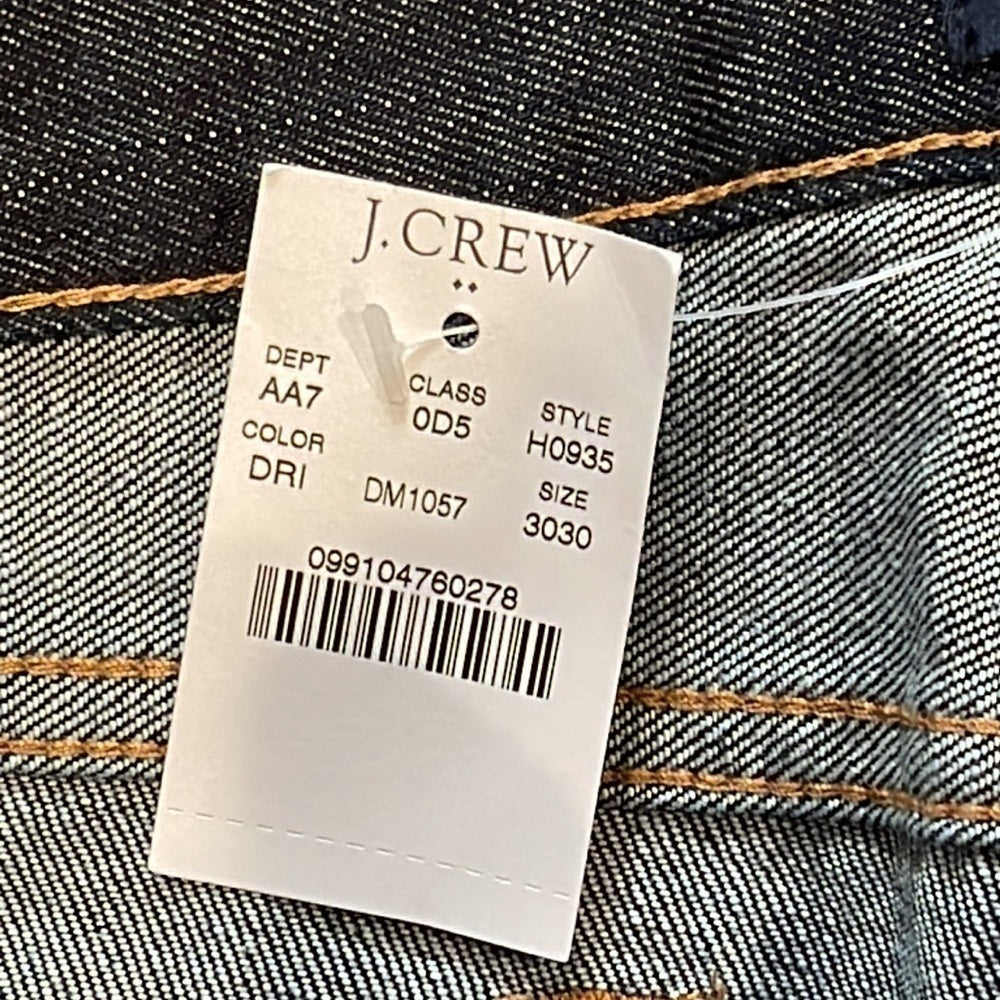 J.CREW
DEPT CLASS STYLE
AA7 0D5 H0935
COLOR SIZE
DRI DM1057 3030
099104760278